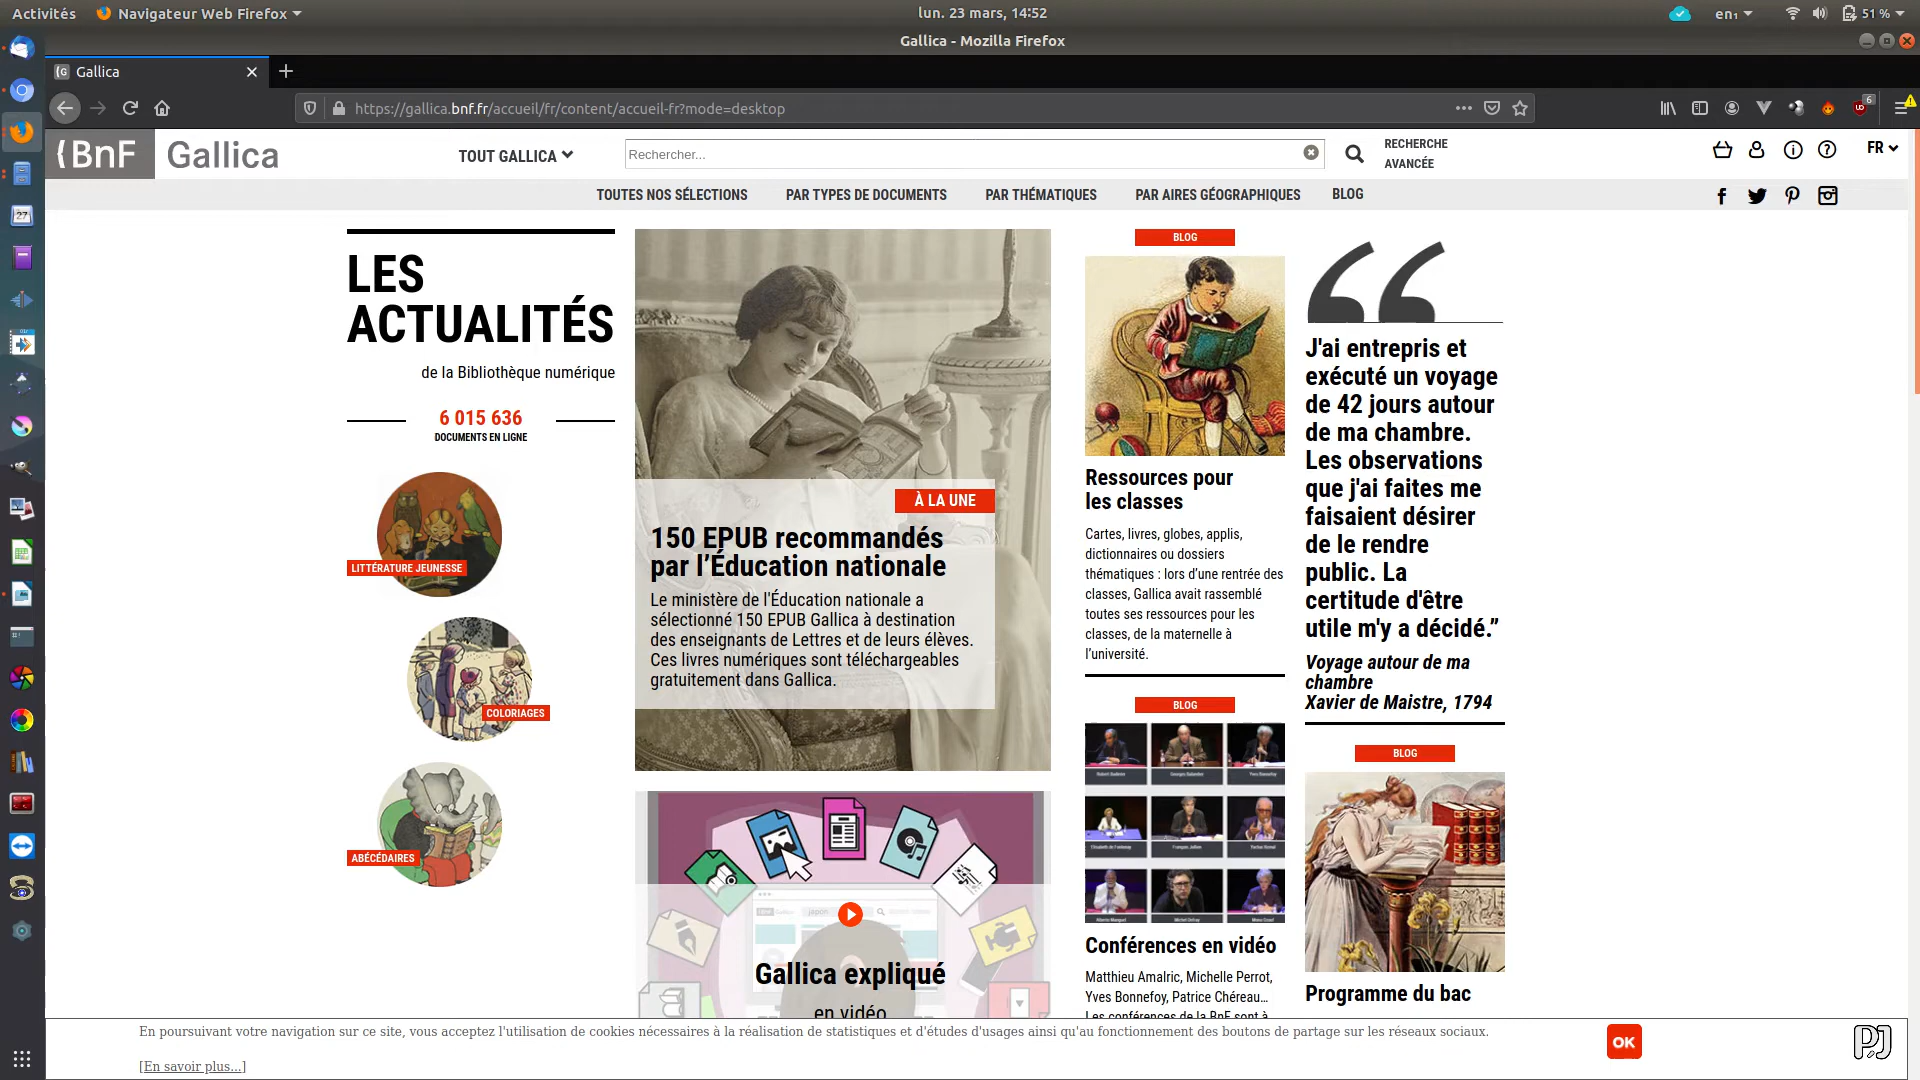 Activités
Navigateur Web Firefox
lun. 23 mars, 14:52
en₁
51 %
Gallica - Mozilla Firefox
Gallica
https://gallica.bnf.fr/accueil/fr/content/accueil-fr?mode=desktop
6
27
BnF Gallica
TOUT GALLICA
Rechercher...
RECHERCHE
AVANCÉE
FR
TOUTES NOS SÉLECTIONS
PAR TYPES DE DOCUMENTS
PAR THÉMATIQUES
PAR AIRES GÉOGRAPHIQUES
BLOG
LES
ACTUALITÉS
de la Bibliothèque numérique
6 015 636
DOCUMENTS EN LIGNE
LITTÉRATURE JEUNESSE
COLORIAGES
ABÉCÉDAIRES
À LA UNE
150 EPUB recommandés
par l’Éducation nationale
Le ministère de l'Éducation nationale a
sélectionné 150 EPUB Gallica à destination
des enseignants de Lettres et de leurs élèves.
Ces livres numériques sont téléchargeables
gratuitement dans Gallica.
japon
Gallica expliqué
en vidéo
BLOG
Ressources pour
les classes
Cartes, livres, globes, applis,
dictionnaires ou dossiers
thématiques : lors d’une rentrée des
classes, Gallica avait rassemblé
toutes ses ressources pour les
classes, de la maternelle à
l’université.
BLOG
Conférences en vidéo
Matthieu Amalric, Michelle Perrot,
Yves Bonnefoy, Patrice Chéreau...
Les conférences de la BnF sont à
“
J'ai entrepris et
exécuté un voyage
de 42 jours autour
de ma chambre.
Les observations
que j'ai faites me
faisaient désirer
de le rendre
public. La
certitude d'être
utile m'y a décidé.”
Voyage autour de ma
chambre
Xavier de Maistre, 1794
BLOG
Programme du bac
En poursuivant votre navigation sur ce site, vous acceptez l'utilisation de cookies nécessaires à la réalisation de statistiques et d'études d'usages ainsi qu'au fonctionnement des boutons de partage sur les réseaux sociaux.
[En savoir plus...]
OK
PJ